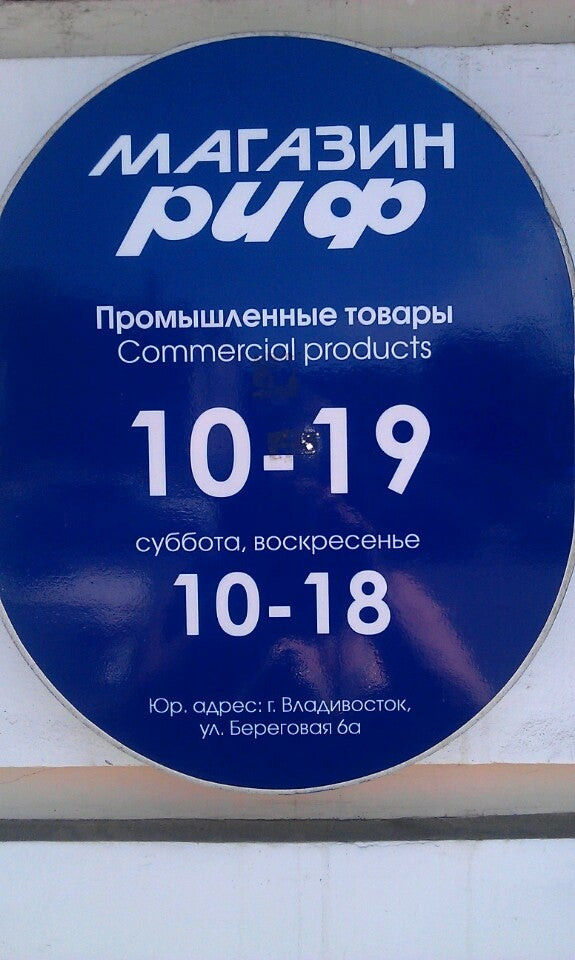 МАГАЗИН
риф
Промышленные товары
Commercial products
10-19
суббота, воскресенье
10-18
Юр. адрес: г. Владивосток,
ул. Береговая 6а